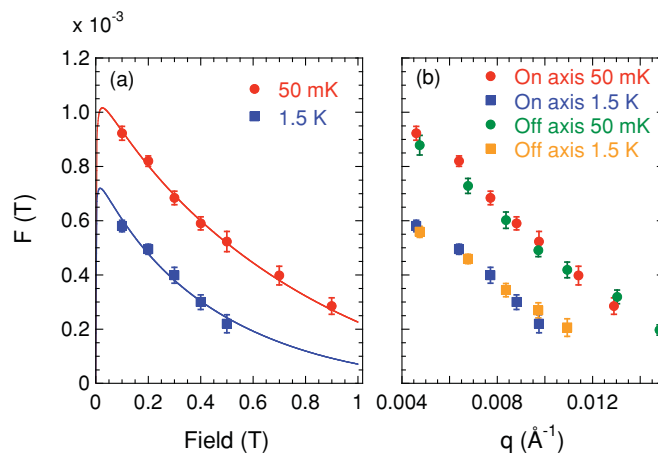 x 10⁻³
1.2
1.0
0.8
0.6
0.4
0.2
0
F (T)
(a)
50 mK
1.5 K
0 0.2 0.4 0.6 0.8 1
Field (T)
(b)
On axis 50 mK
On axis 1.5 K
Off axis 50 mK
Off axis 1.5 K
0.004 0.008 0.012
q (Å⁻¹)